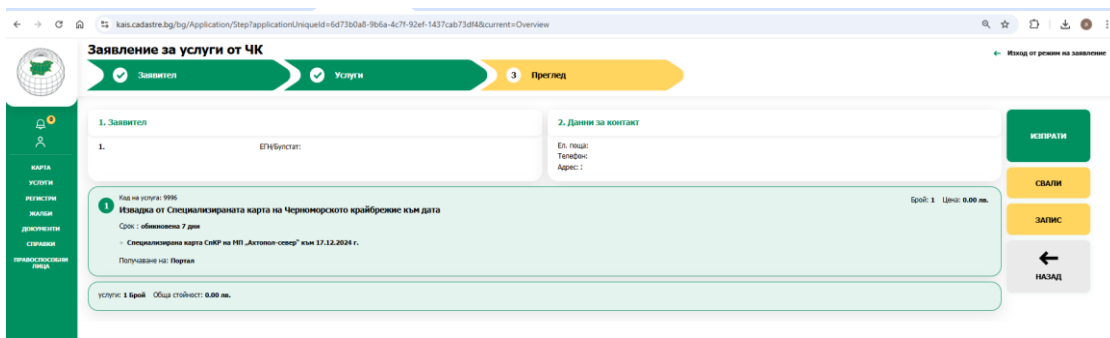 kais.cadastre.bg/bg/Application/Step?applicationUniqueId=6d73b0a8-9b6a-4c7f-92ef-1437cab73df4&current=Overview
Заявление за услуги от ЧК
Изход от режим на заявление
Заявител
Услуги
3 Преглед
0
КАРТА
УСЛУГИ
РЕГИСТРИ
ЖАЛБИ
ДОКУМЕНТИ
СПРАВКИ
ПРАВОСПОСОБНИ
ЛИЦА
1. Заявител
1. ЕГН/Булстат:
2. Данни за контакт
Ел. поща:
Телефон:
Адрес: :
1
Код на услуга: 9996
Извадка от Специализираната карта на Черноморското крайбрежие към дата
Брой: 1 Цена: 0.00 лв.
Срок : обикновена 7 дни
Специализирана карта СпКР на МП „Ахтопол-север" към 17.12.2024 г.
Получаване на: Портал
услуги: 1 Брой Обща стойност: 0.00 лв.
ИЗПРАТИ
СВАЛИ
ЗАПИС
НАЗАД